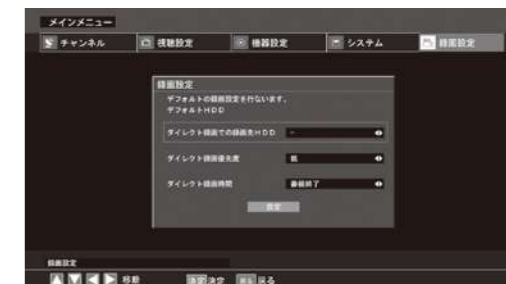 メインメニュー
チャンネル 視聴設定 機器設定 システム 録画設定
録画設定
デフォルトの録画設定を行ないます。
デフォルトHDD
ダイレクト録画での録画先HDD -
ダイレクト録画優先度 低
ダイレクト録画時間 番組終了
設定
録画設定
移動 決定 決定 戻る 戻る